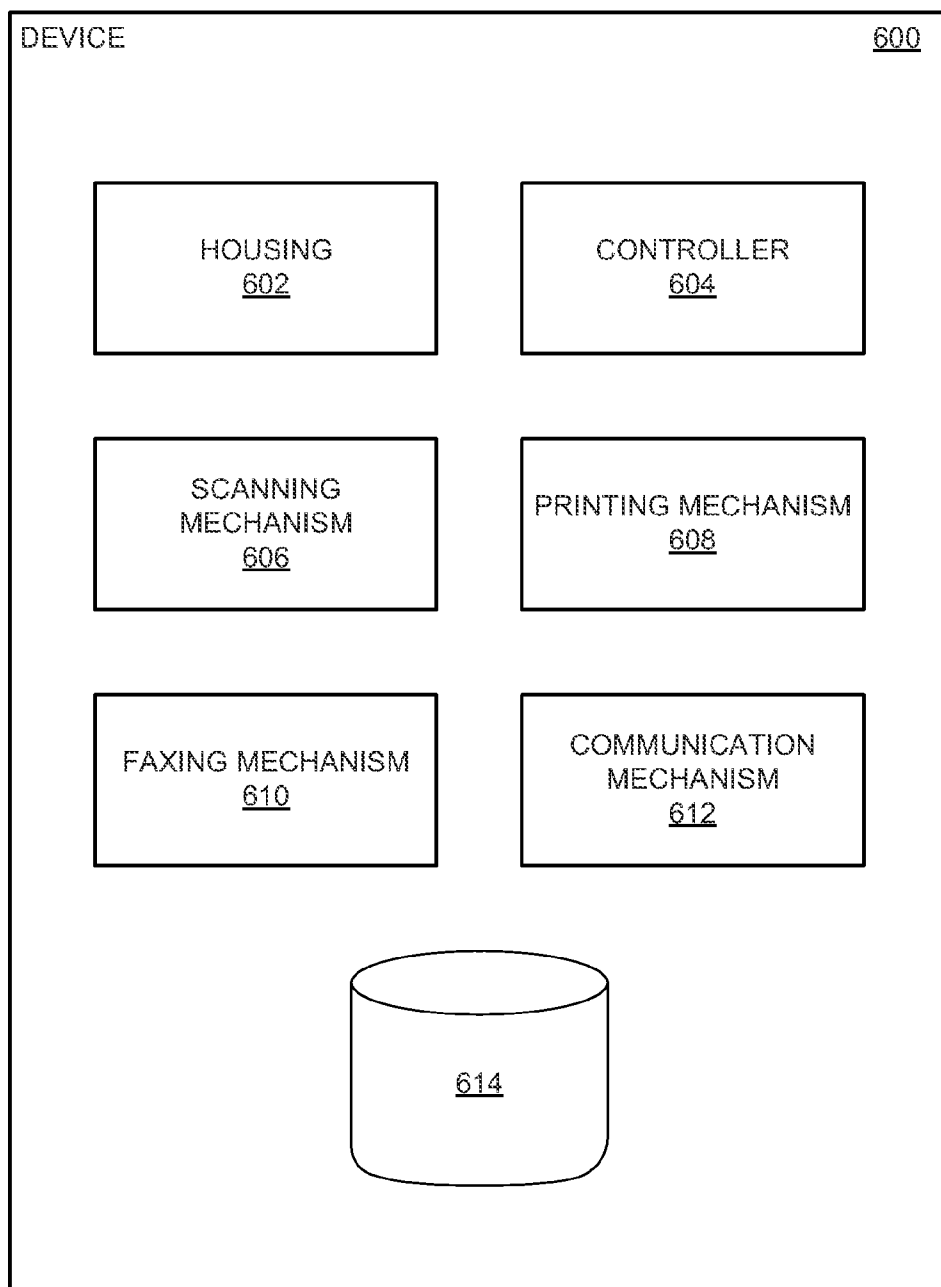 DEVICE 600
HOUSING
602
CONTROLLER
604
SCANNING
MECHANISM
606
PRINTING MECHANISM
608
FAXING MECHANISM
610
COMMUNICATION
MECHANISM
612
614